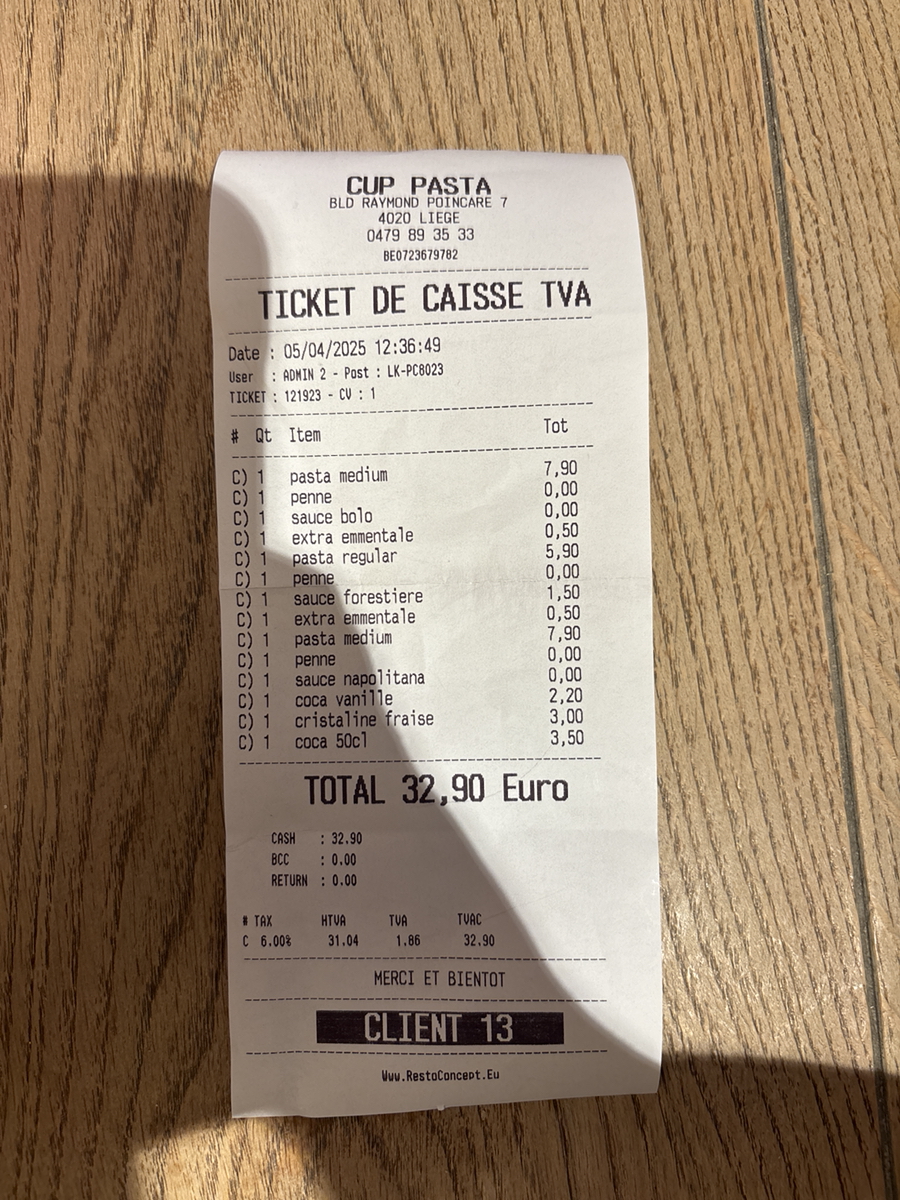 CUP PASTA
BLD RAYMOND POINCARE 7
4020 LIEGE
0479 89 35 33
BE0723679782
TICKET DE CAISSE TVA
Date : 05/04/2025 12:36:49
User : ADMIN 2 - Post : LK-PC8023
TICKET : 121923 - CV : 1
# Qt Item Tot
C) 1 pasta medium 7,90
C) 1 penne 0,00
C) 1 sauce bolo 0,00
C) 1 extra emmentale 0,50
C) 1 pasta regular 5,90
C) 1 penne 0,00
C) 1 sauce forestiere 1,50
C) 1 extra emmentale 0,50
C) 1 pasta medium 7,90
C) 1 penne 0,00
C) 1 sauce napolitana 0,00
C) 1 coca vanille 2,20
C) 1 cristaline fraise 3,00
C) 1 coca 50cl 3,50
TOTAL 32,90 Euro
CASH : 32.90
BCC : 0.00
RETURN : 0.00
# TAX HTVA TVA TVAC
C 6.00% 31.04 1.86 32.90
MERCI ET BIENTOT
CLIENT 13
Www.RestoConcept.Eu